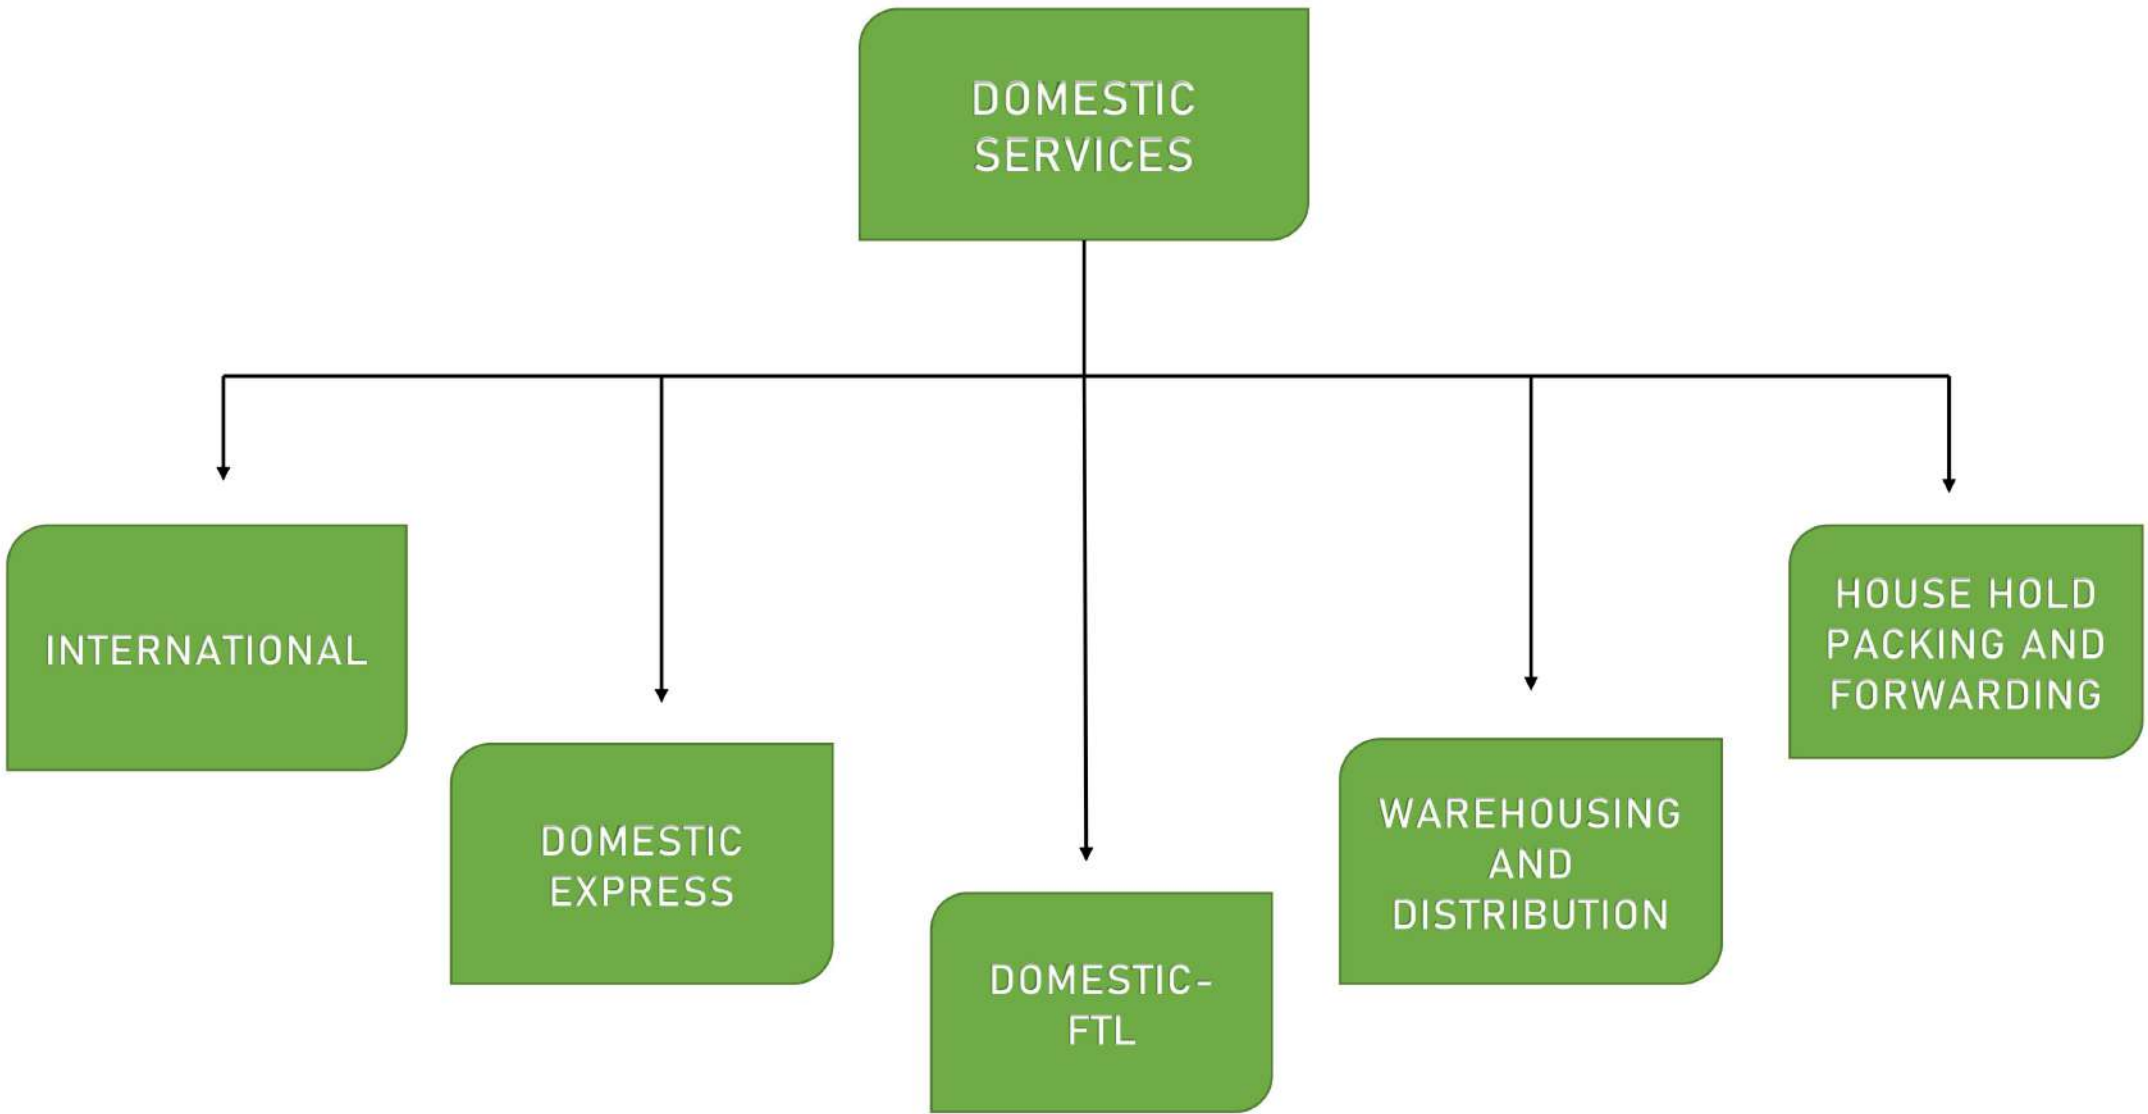 DOMESTIC
SERVICES
INTERNATIONAL
DOMESTIC
EXPRESS
DOMESTIC-
FTL
WAREHOUSING
AND
DISTRIBUTION
HOUSE HOLD
PACKING AND
FORWARDING